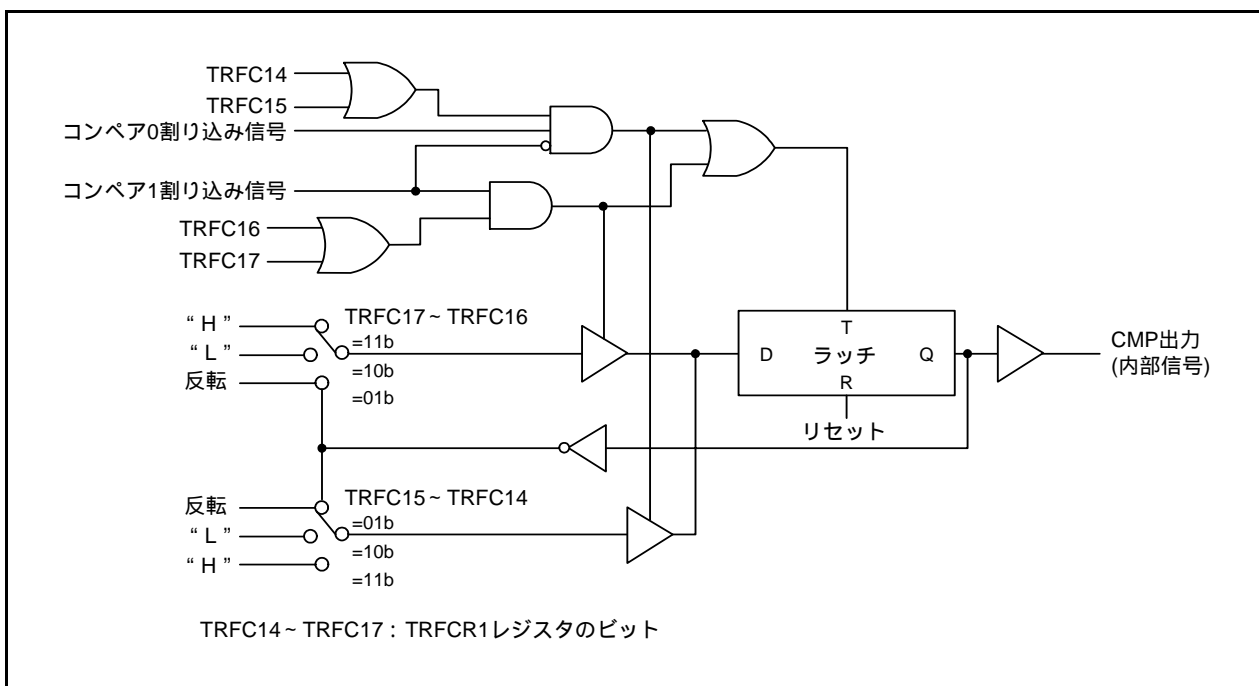 TRFC14
TRFC15
コンペア0割り込み信号
コンペア1割り込み信号
TRFC16
TRFC17
“H”
“L”
反転
TRFC17~TRFC16
=11b
=10b
=01b
T
D ラッチ Q
R
リセット
CMP出力
(内部信号)
反転
“L”
“H”
TRFC15~TRFC14
=01b
=10b
=11b
TRFC14~TRFC17:TRFCR1レジスタのビット